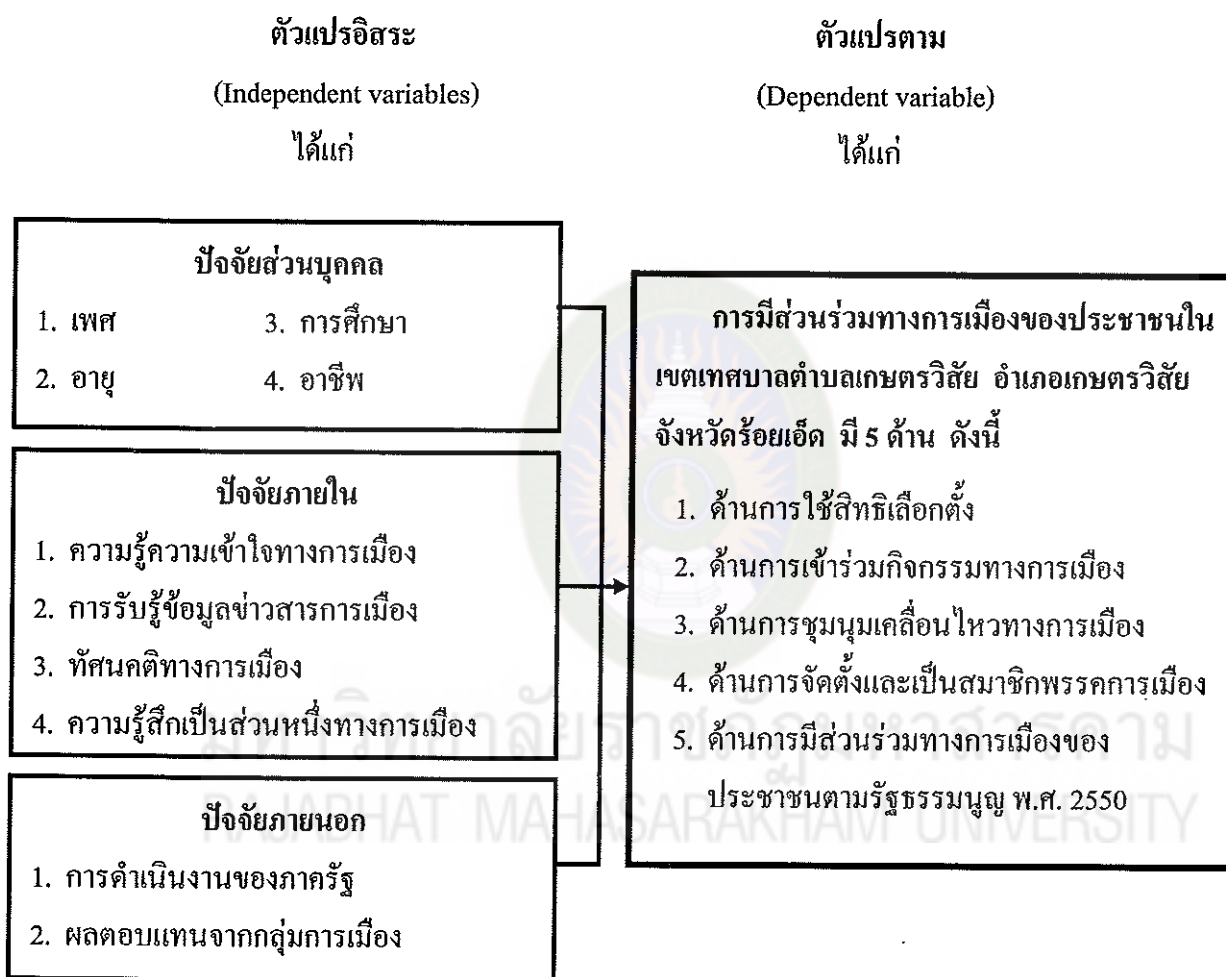 ตัวแปรอิสระ
(Independent variables)
ได้แก่
ตัวแปรตาม
(Dependent variable)
ได้แก่
ปัจจัยส่วนบุคคล
1. เพศ 3. การศึกษา
2. อายุ 4. อาชีพ
ปัจจัยภายใน
1. ความรู้ความเข้าใจทางการเมือง
2. การรับรู้ข้อมูลข่าวสารการเมือง
3. ทัศนคติทางการเมือง
4. ความรู้สึกเป็นส่วนหนึ่งทางการเมือง
ปัจจัยภายนอก
1. การดำเนินงานของภาครัฐ
2. ผลตอบแทนจากกลุ่มการเมือง
การมีส่วนร่วมทางการเมืองของประชาชนใน
เขตเทศบาลตำบลเกษตรวิสัย อำเภอเกษตรวิสัย
จังหวัดร้อยเอ็ด มี 5 ด้าน ดังนี้
1. ด้านการใช้สิทธิเลือกตั้ง
2. ด้านการเข้าร่วมกิจกรรมทางการเมือง
3. ด้านการชุมนุมเคลื่อนไหวทางการเมือง
4. ด้านการจัดตั้งและเป็นสมาชิกพรรคการเมือง
5. ด้านการมีส่วนร่วมทางการเมืองของ
ประชาชนตามรัฐธรรมนูญ พ.ศ. 2550
มหาวิทยาลัยราชภัฏมหาสารคาม
RAJABHAT MAHASARAKHAM UNIVERSITY